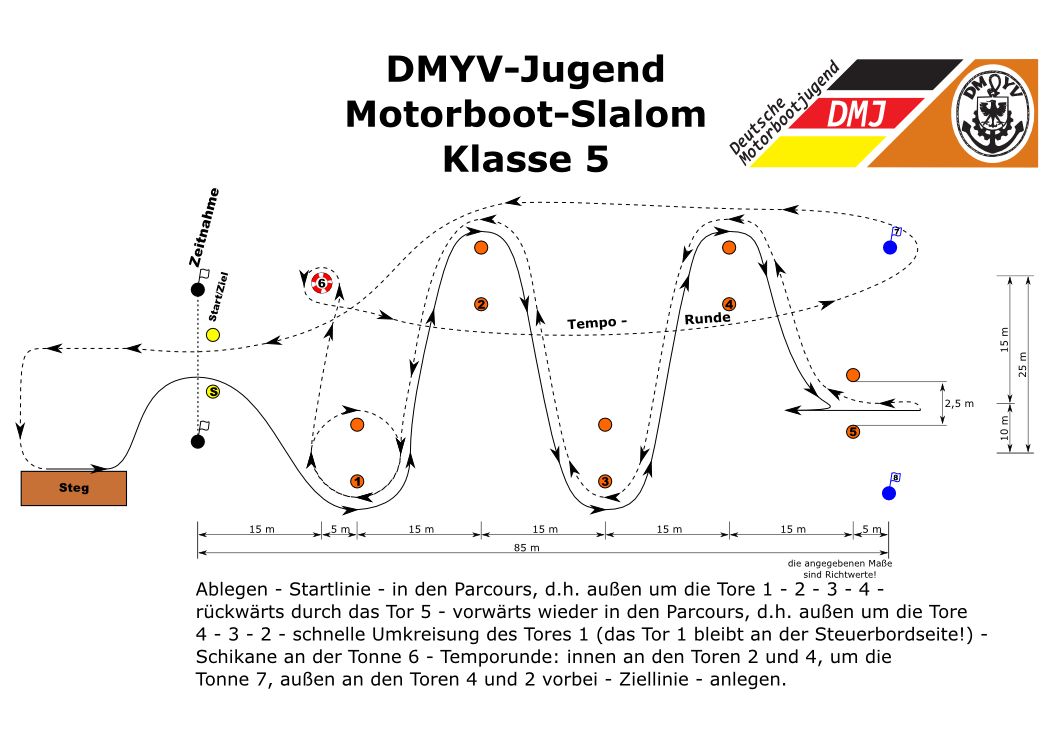 DMYV-Jugend
Motorboot-Slalom
Klasse 5
Deutsche
Motorbootjugend
DMJ
DM YV
Zeitnahme
Start/Ziel
7
6
2
4
Tempo - Runde
15 m
25 m
S
2,5 m
5
10 m
1
3
8
Steg
15 m 5 m 15 m 15 m 15 m 15 m 5 m
85 m
die angegebenen Maße
sind Richtwerte!
Ablegen - Startlinie - in den Parcours, d.h. außen um die Tore 1 - 2 - 3 - 4 -
rückwärts durch das Tor 5 - vorwärts wieder in den Parcours, d.h. außen um die Tore
4 - 3 - 2 - schnelle Umkreisung des Tores 1 (das Tor 1 bleibt an der Steuerbordseite!) -
Schikane an der Tonne 6 - Temporunde: innen an den Toren 2 und 4, um die
Tonne 7, außen an den Toren 4 und 2 vorbei - Ziellinie - anlegen.